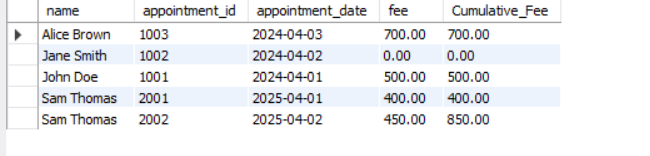 name appointment_id appointment_date fee Cumulative_Fee
Alice Brown 1003 2024-04-03 700.00 700.00
Jane Smith 1002 2024-04-02 0.00 0.00
John Doe 1001 2024-04-01 500.00 500.00
Sam Thomas 2001 2025-04-01 400.00 400.00
Sam Thomas 2002 2025-04-02 450.00 850.00